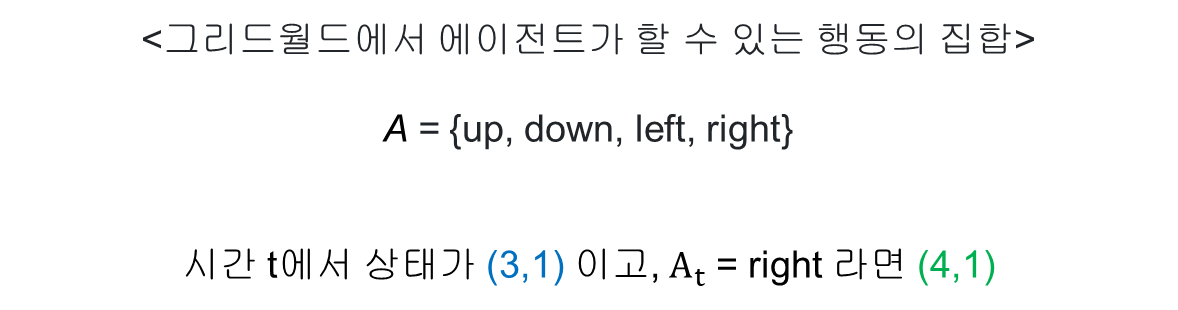 <그리드월드에서 에이전트가 할 수 있는 행동의 집합>
A = {up, down, left, right}
시간 t에서 상태가 (3,1) 이고, Aₜ = right 라면 (4,1)